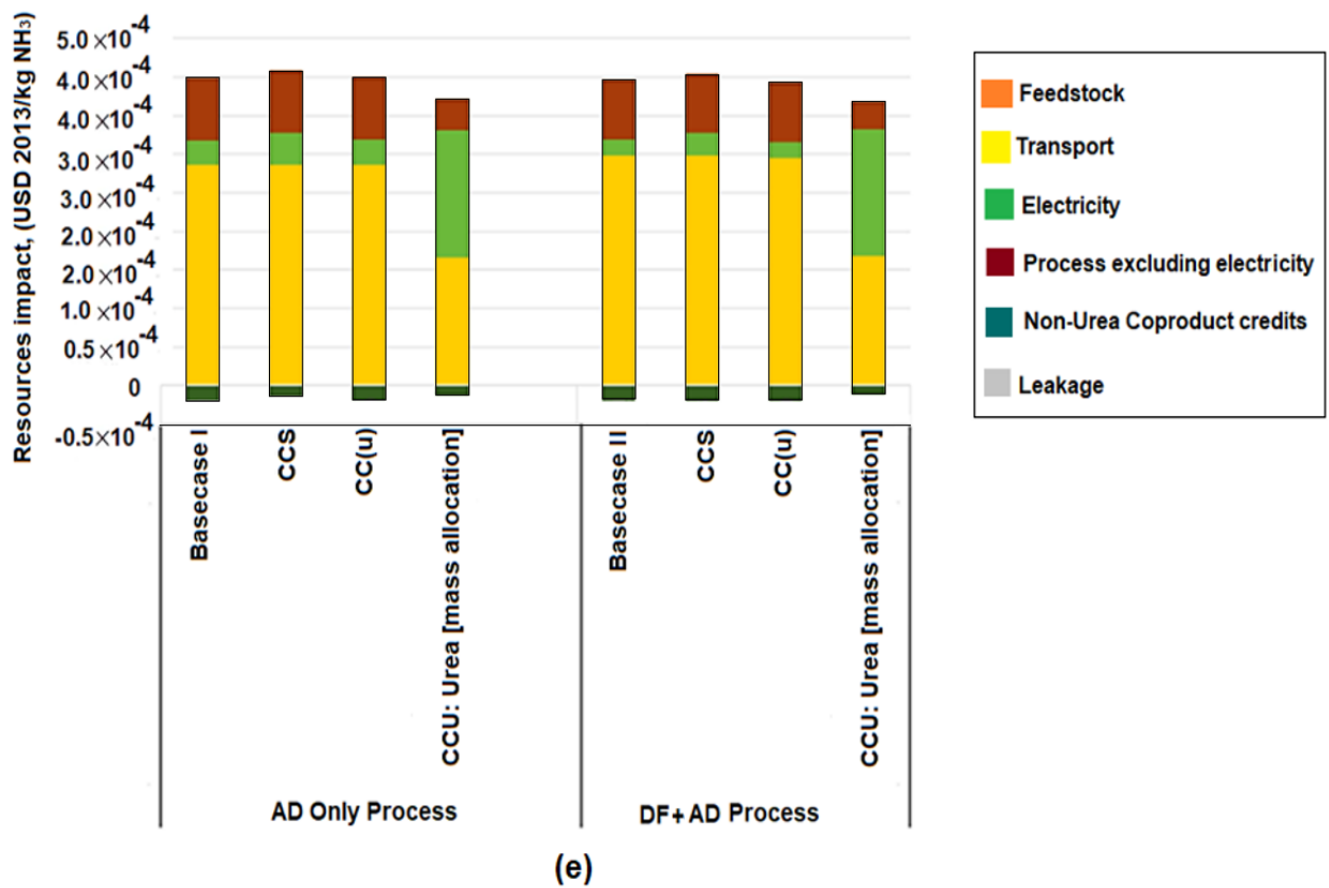 Resources impact, (USD 2013/kg NH₃)
5.0 ×10⁻⁴
4.0 ×10⁻⁴
4.0 ×10⁻⁴
3.0 ×10⁻⁴
3.0 ×10⁻⁴
2.0 ×10⁻⁴
2.0 ×10⁻⁴
1.0 ×10⁻⁴
0.5 ×10⁻⁴
0
-0.5×10⁻⁴
Basecase I
CCS
CC(u)
CCU: Urea [mass allocation]
Basecase II
CCS
CC(u)
CCU: Urea [mass allocation]
AD Only Process
DF+AD Process
Feedstock
Transport
Electricity
Process excluding electricity
Non-Urea Coproduct credits
Leakage
(e)